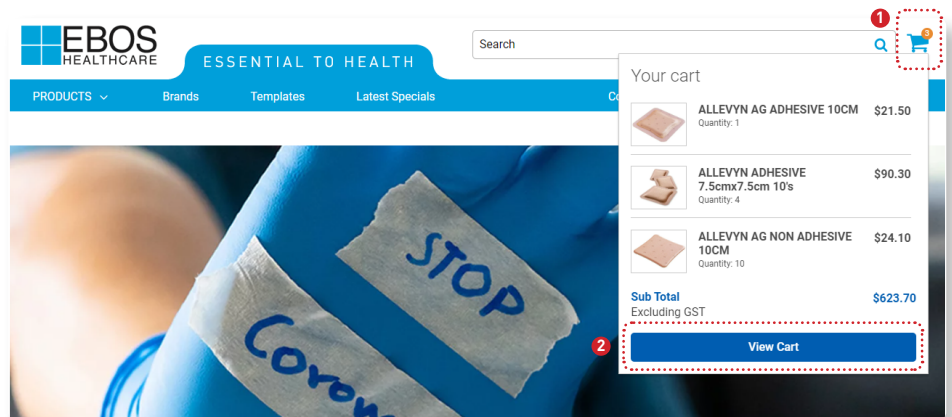 1
3
EBOS
HEALTHCARE
ESSENTIAL TO HEALTH
Search
PRODUCTS
Brands
Templates
Latest Specials
Your cart
ALLEVYN AG ADHESIVE 10CM $21.50
Quantity: 1
ALLEVYN ADHESIVE $90.30
7.5cmx7.5cm 10's
Quantity: 4
ALLEVYN AG NON ADHESIVE $24.10
10CM
Quantity: 10
Sub Total $623.70
Excluding GST
2
View Cart
STOP